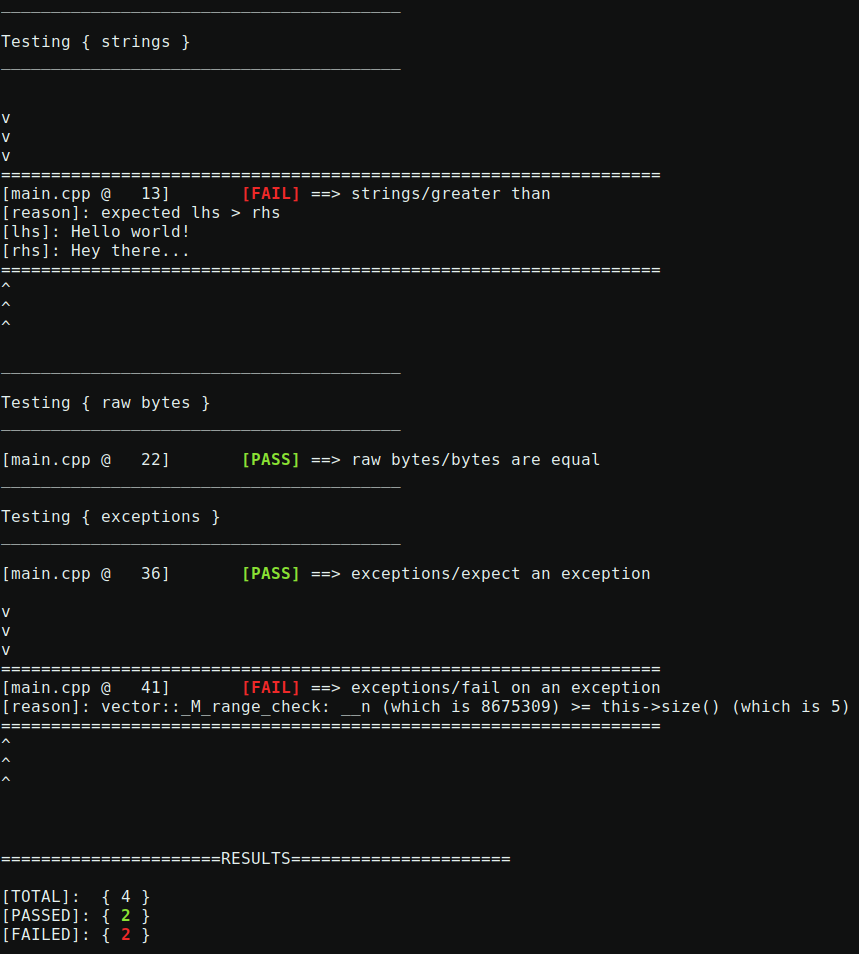 ________________________________________
Testing { strings }
________________________________________
v
v
v
==================================================================
[main.cpp @   13]       [FAIL] ==> strings/greater than
[reason]: expected lhs > rhs
[lhs]: Hello world!
[rhs]: Hey there...
==================================================================
^
^
^
________________________________________
Testing { raw bytes }
________________________________________
[main.cpp @   22]       [PASS] ==> raw bytes/bytes are equal
________________________________________
Testing { exceptions }
________________________________________
[main.cpp @   36]       [PASS] ==> exceptions/expect an exception
v
v
v
==================================================================
[main.cpp @   41]       [FAIL] ==> exceptions/fail on an exception
[reason]: vector::_M_range_check: __n (which is 8675309) >= this->size() (which is 5)
==================================================================
^
^
^
======================RESULTS======================
[TOTAL]:  { 4 }
[PASSED]: { 2 }
[FAILED]: { 2 }